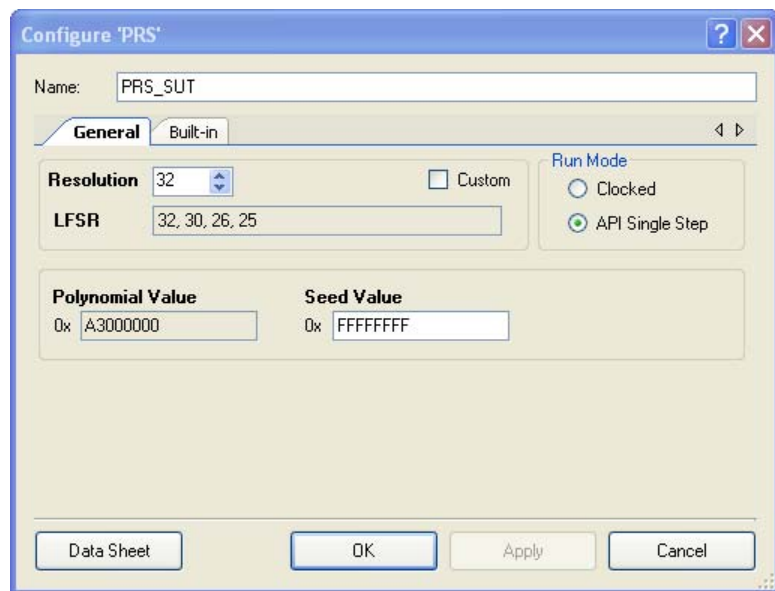 Configure 'PRS'
Name: PRS_SUT
General Built-in
Resolution 32 Custom
LFSR 32, 30, 26, 25
Run Mode
Clocked
API Single Step
Polynomial Value Seed Value
0x A3000000 0x FFFFFFFF
Data Sheet OK Apply Cancel